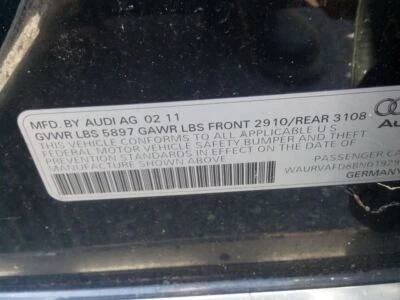 MFD. BY AUDI AG 02 11
GVWR LBS 5897 GAWR LBS FRONT 2910/REAR 3108
THIS VEHICLE CONFORMS TO ALL APPLICABLE U S
FEDERAL MOTOR VEHICLE SAFETY BUMPER AND THEFT
PREVENTION STANDARDS IN EFFECT ON THE DATE OF
MANUFACTURE SHOWN ABOVE
Au
PASSENGER CA
GERMANY